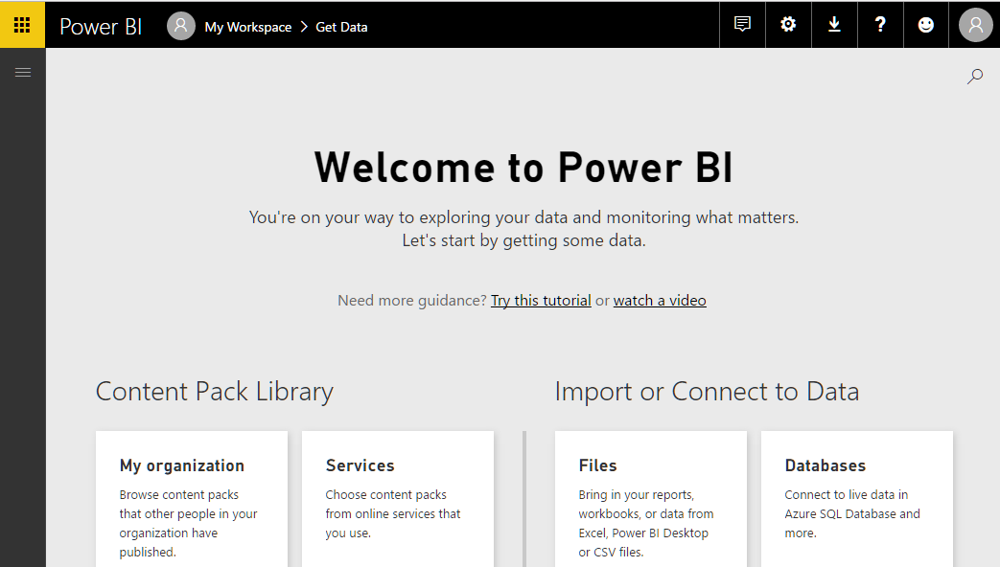 Power BI
My Workspace > Get Data
?
Welcome to Power BI
You're on your way to exploring your data and monitoring what matters.
Let's start by getting some data.
Need more guidance? Try this tutorial or watch a video
Content Pack Library
Import or Connect to Data
My organization
Browse content packs
that other people in your
organization have
published.
Services
Choose content packs
from online services that
you use.
Files
Bring in your reports,
workbooks, or data from
Excel, Power BI Desktop
or CSV files.
Databases
Connect to live data in
Azure SQL Database and
more.